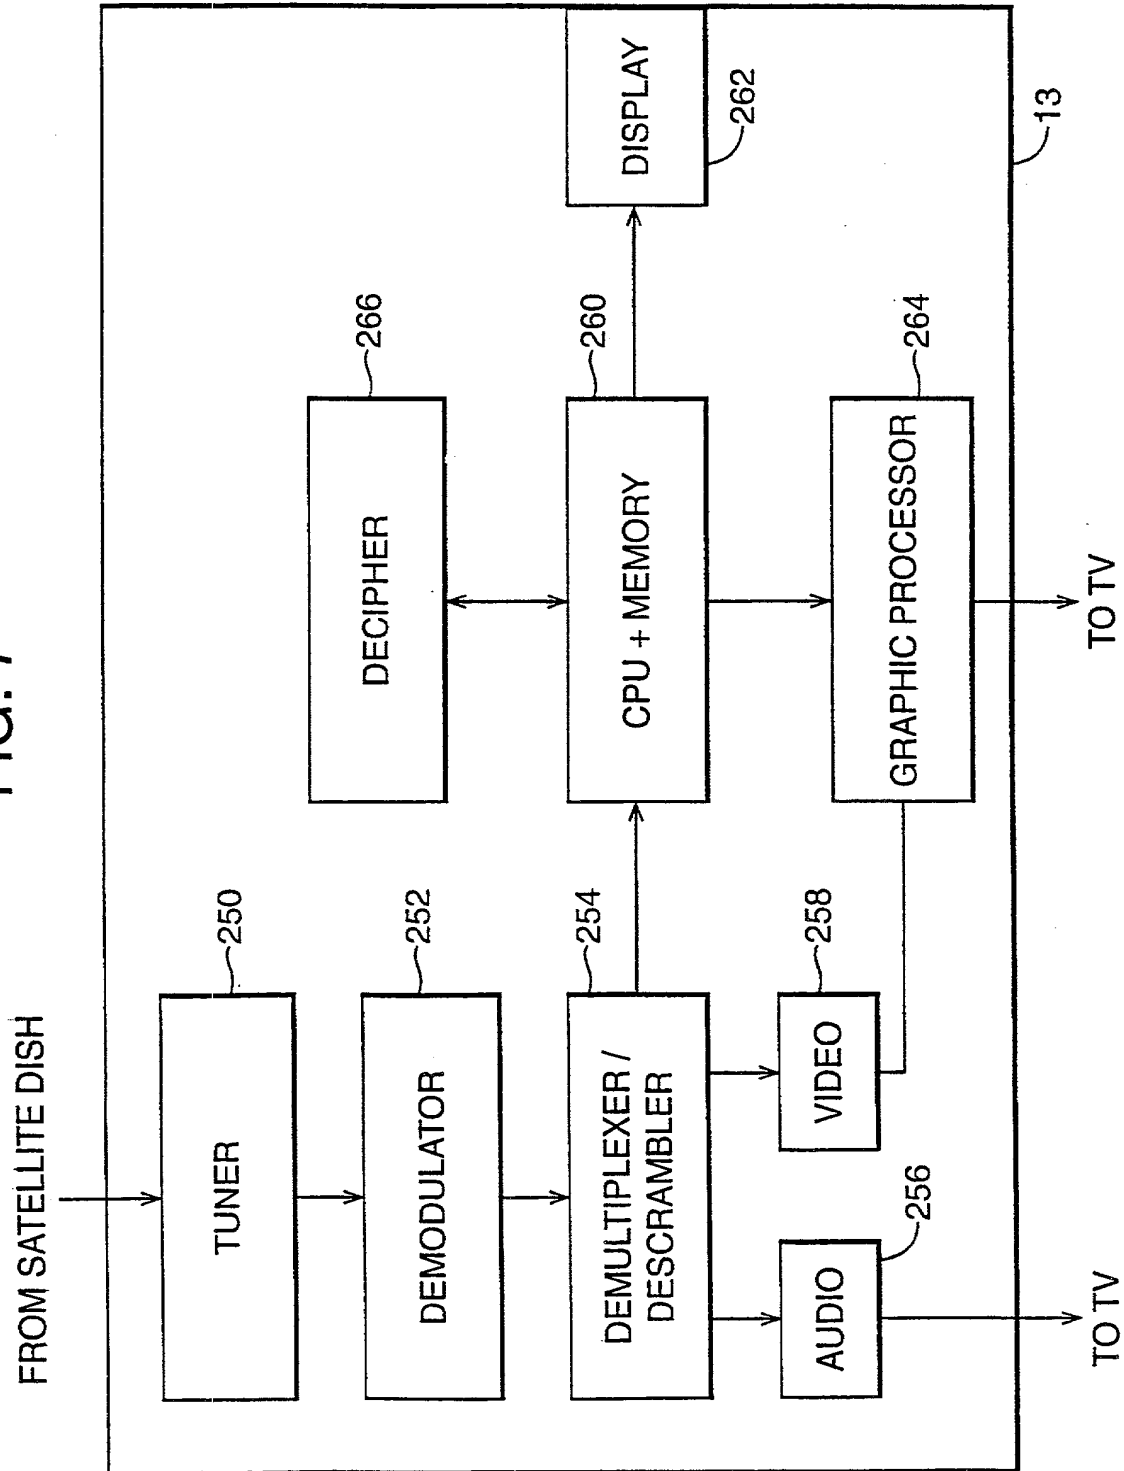 FIG. 7
FROM SATELLITE DISH
TUNER
250
DEMODULATOR
252
DEMULTIPLEXER /
DESCRAMBLER
254
AUDIO
256
VIDEO
258
DECIPHER
266
CPU + MEMORY
260
DISPLAY
262
GRAPHIC PROCESSOR
264
13
TO TV
TO TV